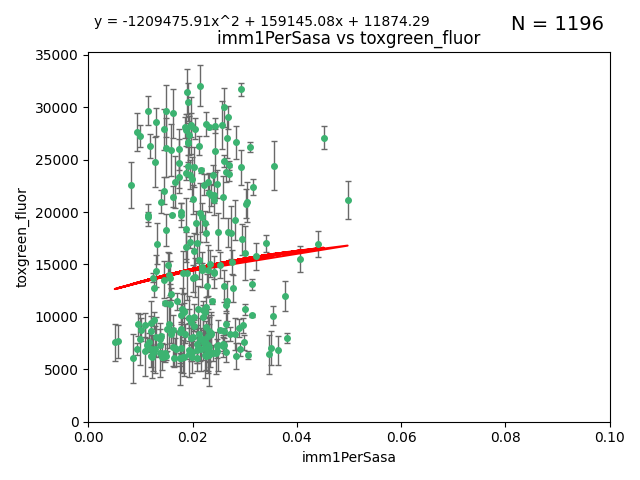 y = -1209475.91x^2 + 159145.08x + 11874.29
N = 1196
imm1PerSasa vs toxgreen_fluor
35000
30000
25000
20000
15000
10000
5000
0
toxgreen_fluor
0.00 0.02 0.04 0.06 0.08 0.10
imm1PerSasa